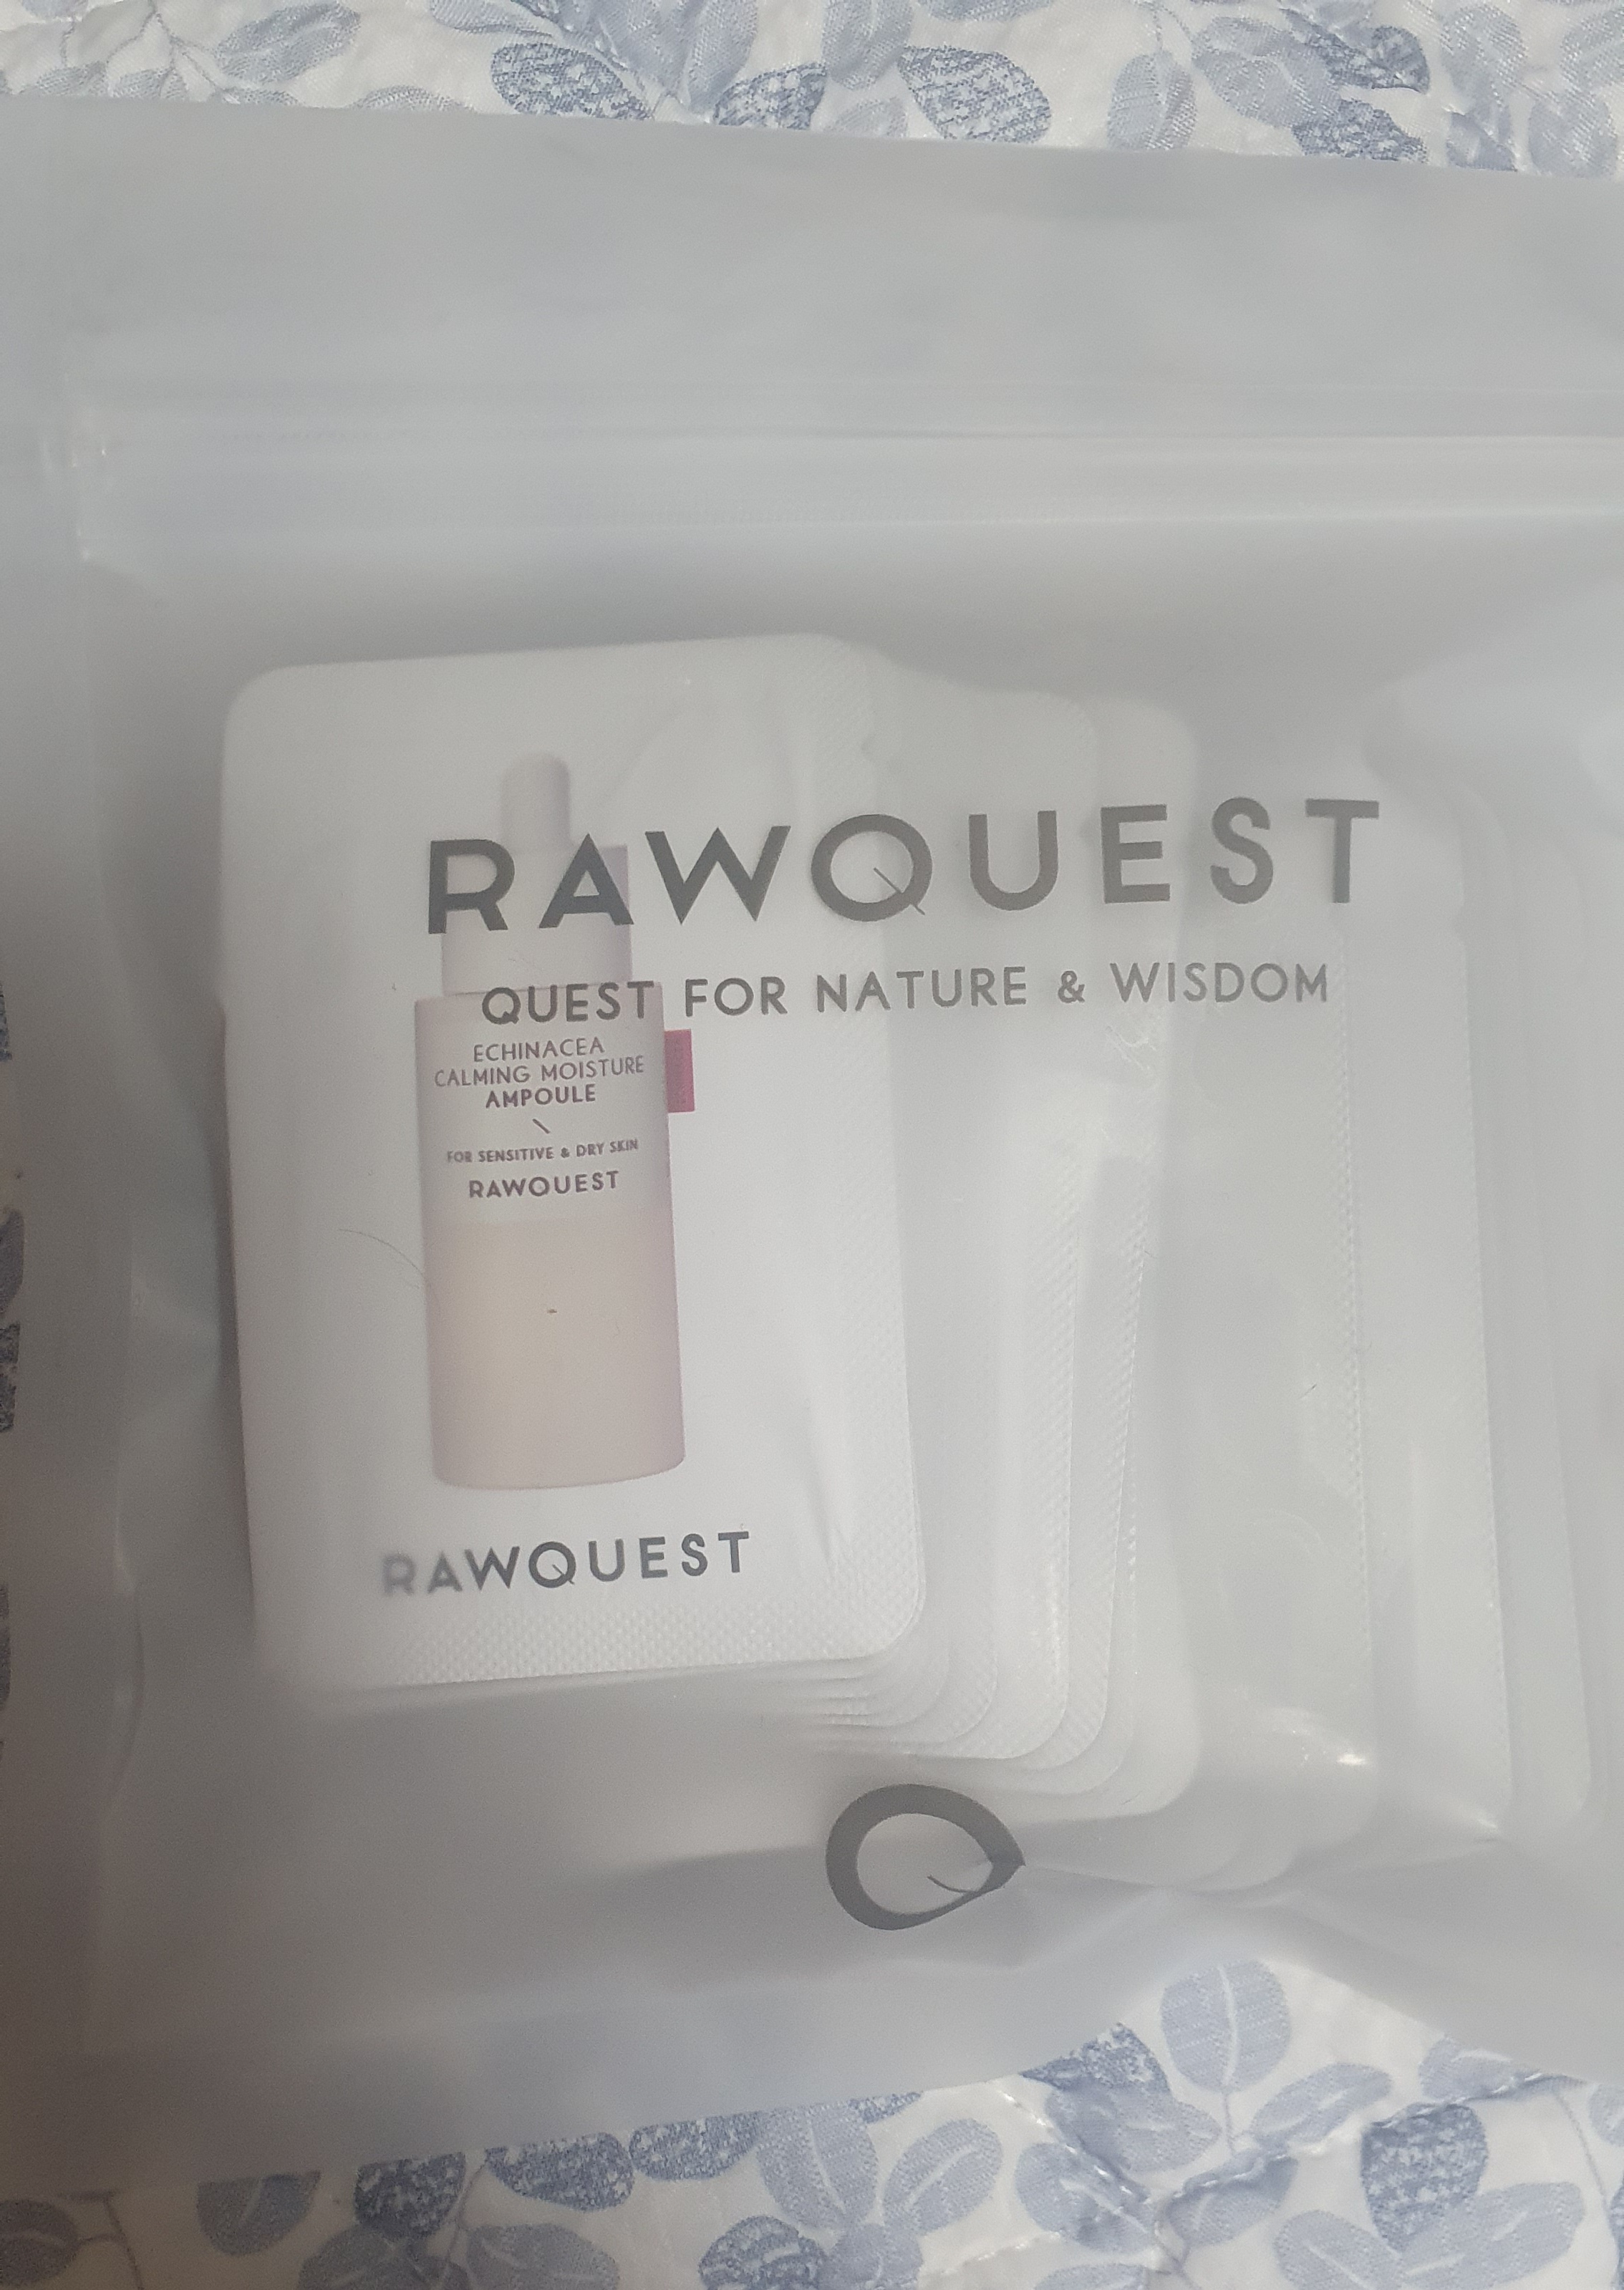 RAWQUEST
QUEST FOR NATURE & WISDOM
ECHINACEA
CALMING MOISTURE
AMPOULE
FOR SENSITIVE & DRY SKIN
RAWQUEST
RAWQUEST
Q